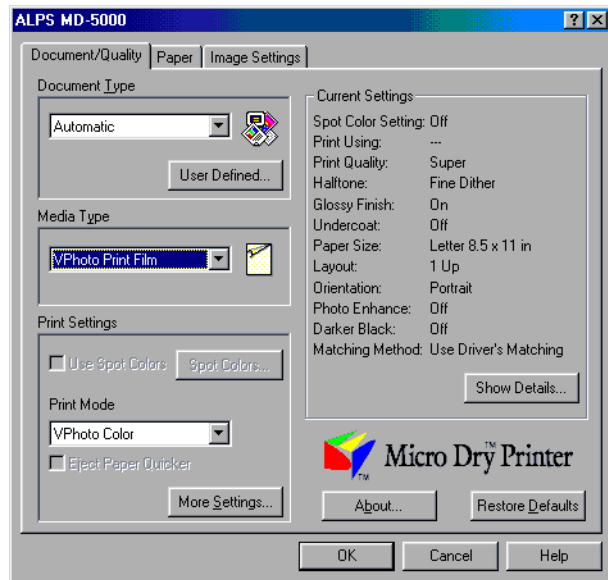 ALPS MD-5000
Document/Quality
Paper
Image Settings
Document Type
Automatic
User Defined...
Media Type
VPhoto Print Film
Print Settings
Use Spot Colors
Spot Colors...
Print Mode
VPhoto Color
Eject Paper Quicker
More Settings...
Current Settings
Spot Color Setting: Off
Print Using: ---
Print Quality: Super
Halftone: Fine Dither
Glossy Finish: On
Undercoat: Off
Paper Size: Letter 8.5 x 11 in
Layout: 1 Up
Orientation: Portrait
Photo Enhance: Off
Darker Black: Off
Matching Method: Use Driver's Matching
Show Details...
TM
Micro Dry™ Printer
About...
Restore Defaults
OK
Cancel
Help